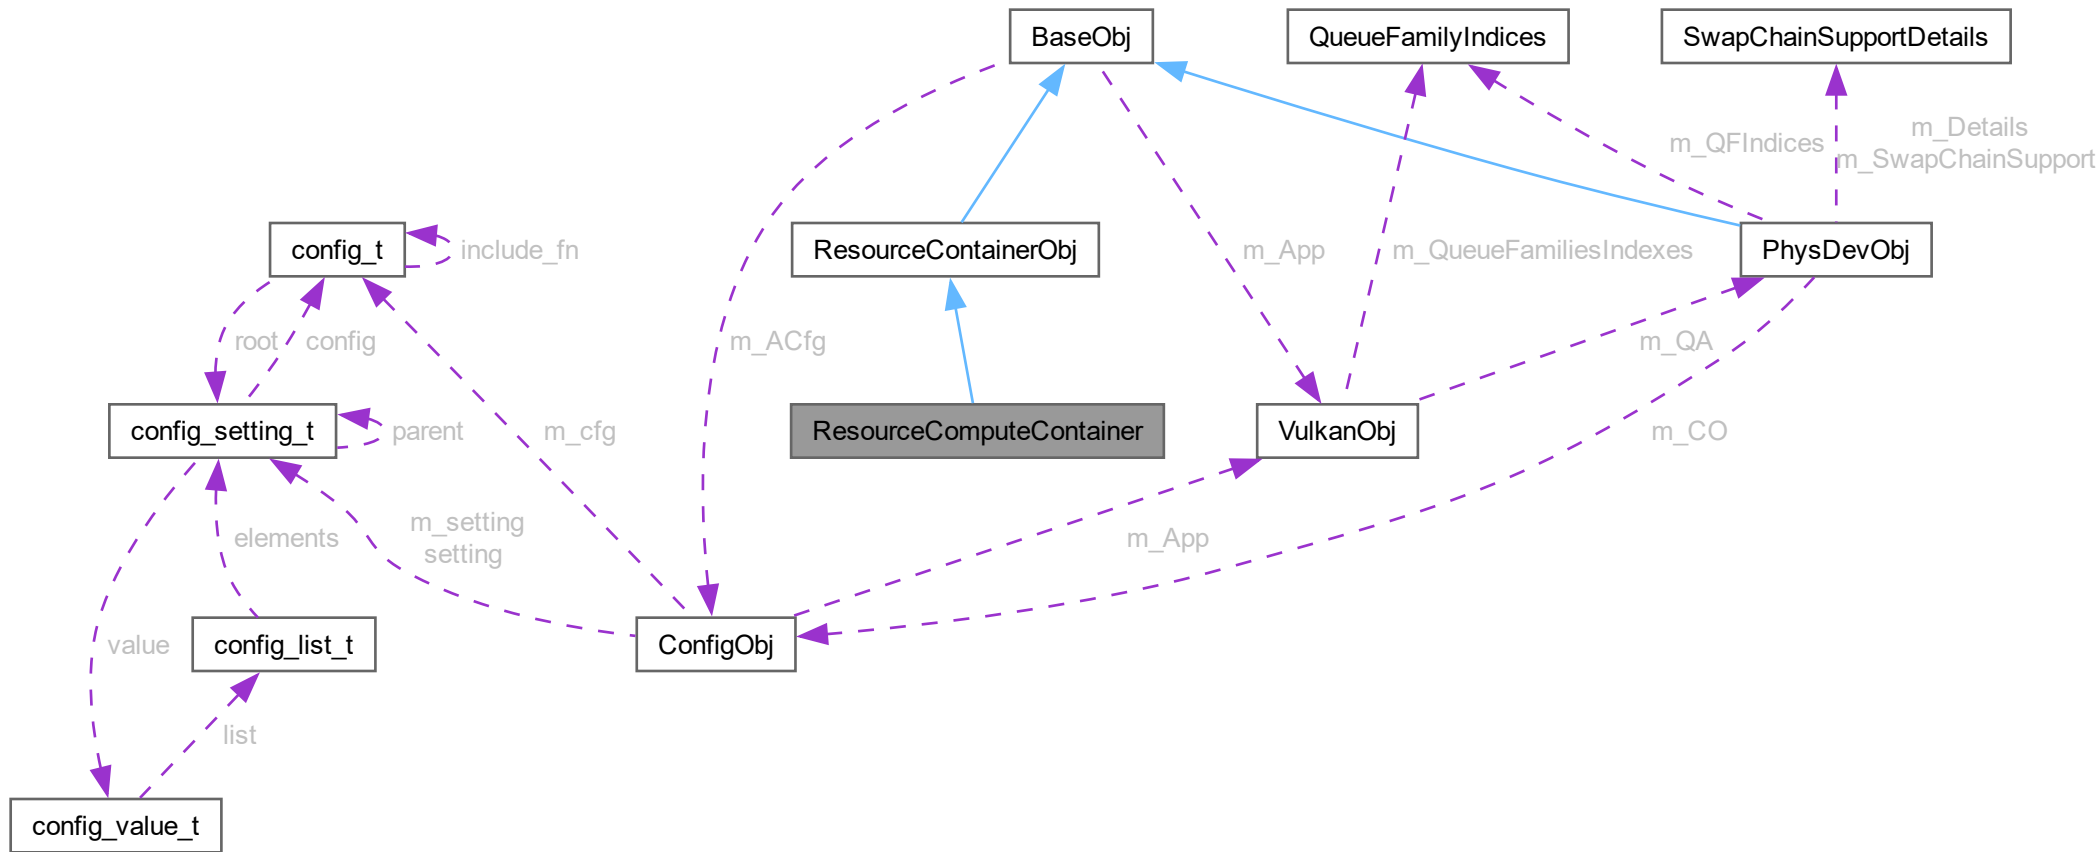 BaseObj
QueueFamilyIndices
SwapChainSupportDetails
m_Details
m_SwapChainSupport
m_QFIndices
config_t
include_fn
ResourceContainerObj
m_App
m_QueueFamiliesIndexes
PhysDevObj
root
config
m_ACfg
m_QA
config_setting_t
parent
m_cfg
ResourceComputeContainer
VulkanObj
m_CO
m_setting
setting
elements
m_App
value
config_list_t
ConfigObj
list
config_value_t